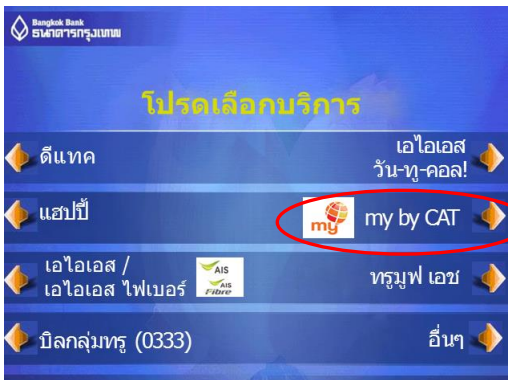 Bangkok Bank
ธนาคารกรุงเทพ
โปรดเลือกบริการ
ดีแทค
เอไอเอส
วัน-ทู-คอล!
แฮปปี้
my
my by CAT
เอไอเอส /
เอไอเอส ไฟเบอร์
AIS
AIS
Fibre
ทรูมูฟ เอช
บิลกลุ่มทรู (0333)
อื่นๆ